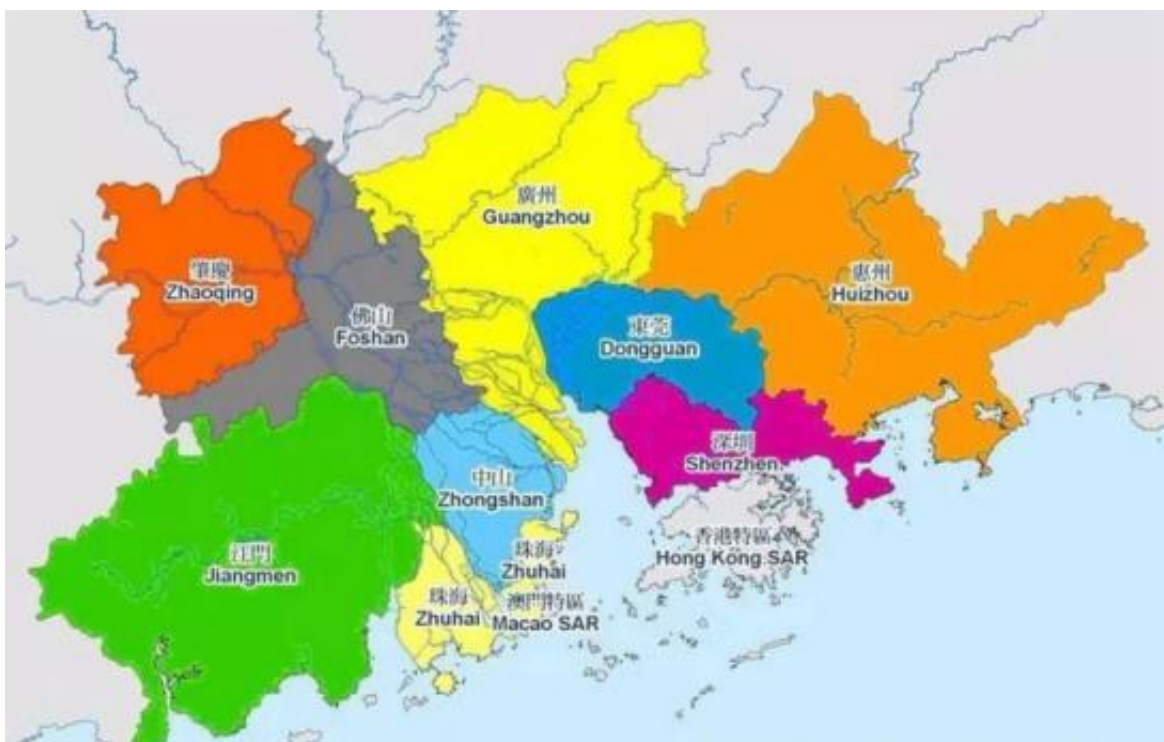 廣州
Guangzhou
肇慶
Zhaoqing
惠州
Huizhou
佛山
Foshan
東莞
Dongguan
深圳
Shenzhen
中山
Zhongshan
香港特區
Hong Kong SAR
江門
Jiangmen
珠海
Zhuhai
珠海
Zhuhai
澳門特區
Macao SAR